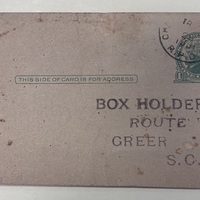 THIS SIDE OF CARD IS FOR ADDRESS
BOX HOLDER
ROUTE
GREER
S.C.